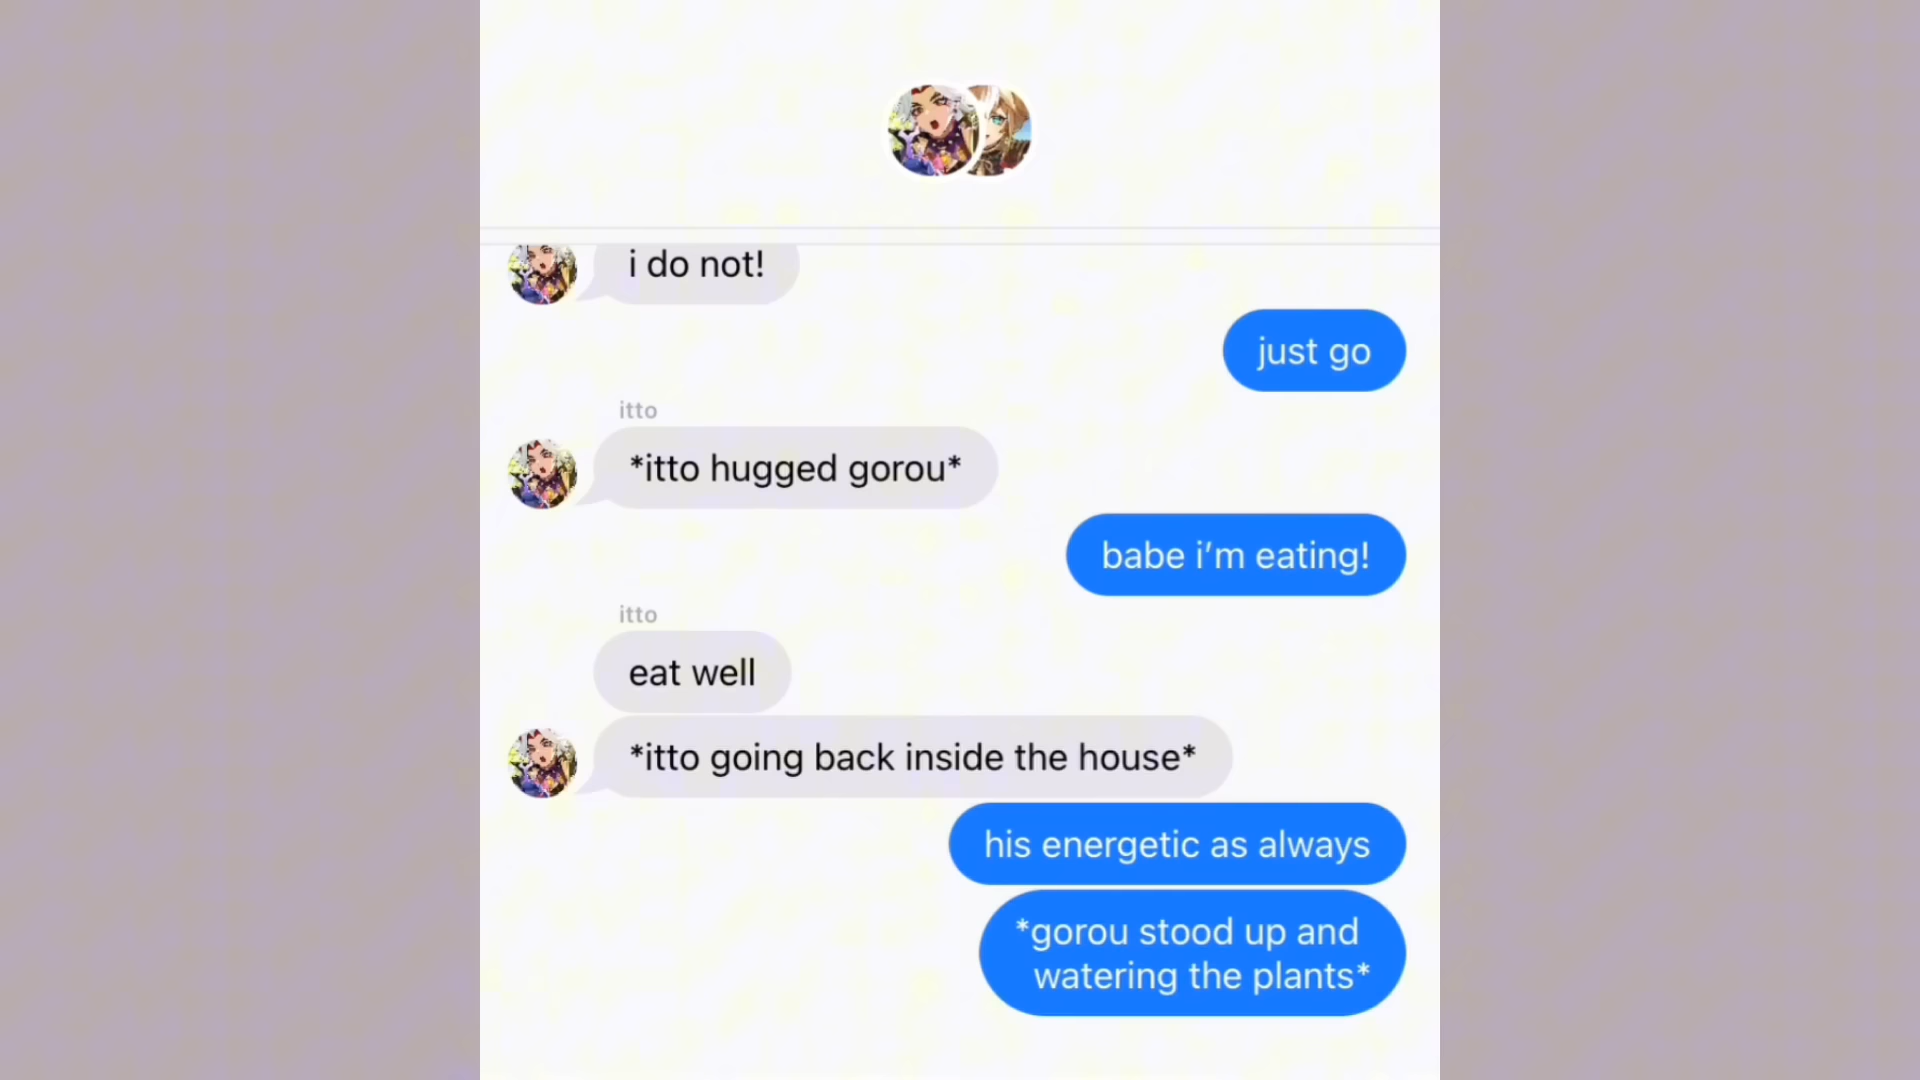 i do not!
just go
itto
*itto hugged gorou*
babe i’m eating!
itto
eat well
*itto going back inside the house*
his energetic as always
*gorou stood up and
watering the plants*